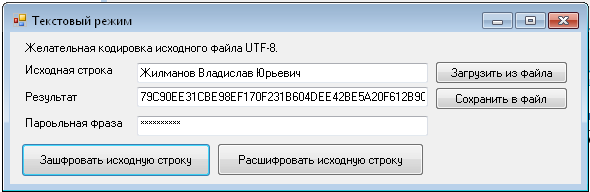 Текстовый режим
Желательная кодировка исходного файла UTF-8.
Исходная строка Жилманов Владислав Юрьевич Загрузить из файла
Результат 79C90EE31CBE98EF170F231B604DEE42BE5A20F612B9C Сохранить в файл
Паролъльная фраза **********
Зашфровать исходную строку Расшифровать исходную строку